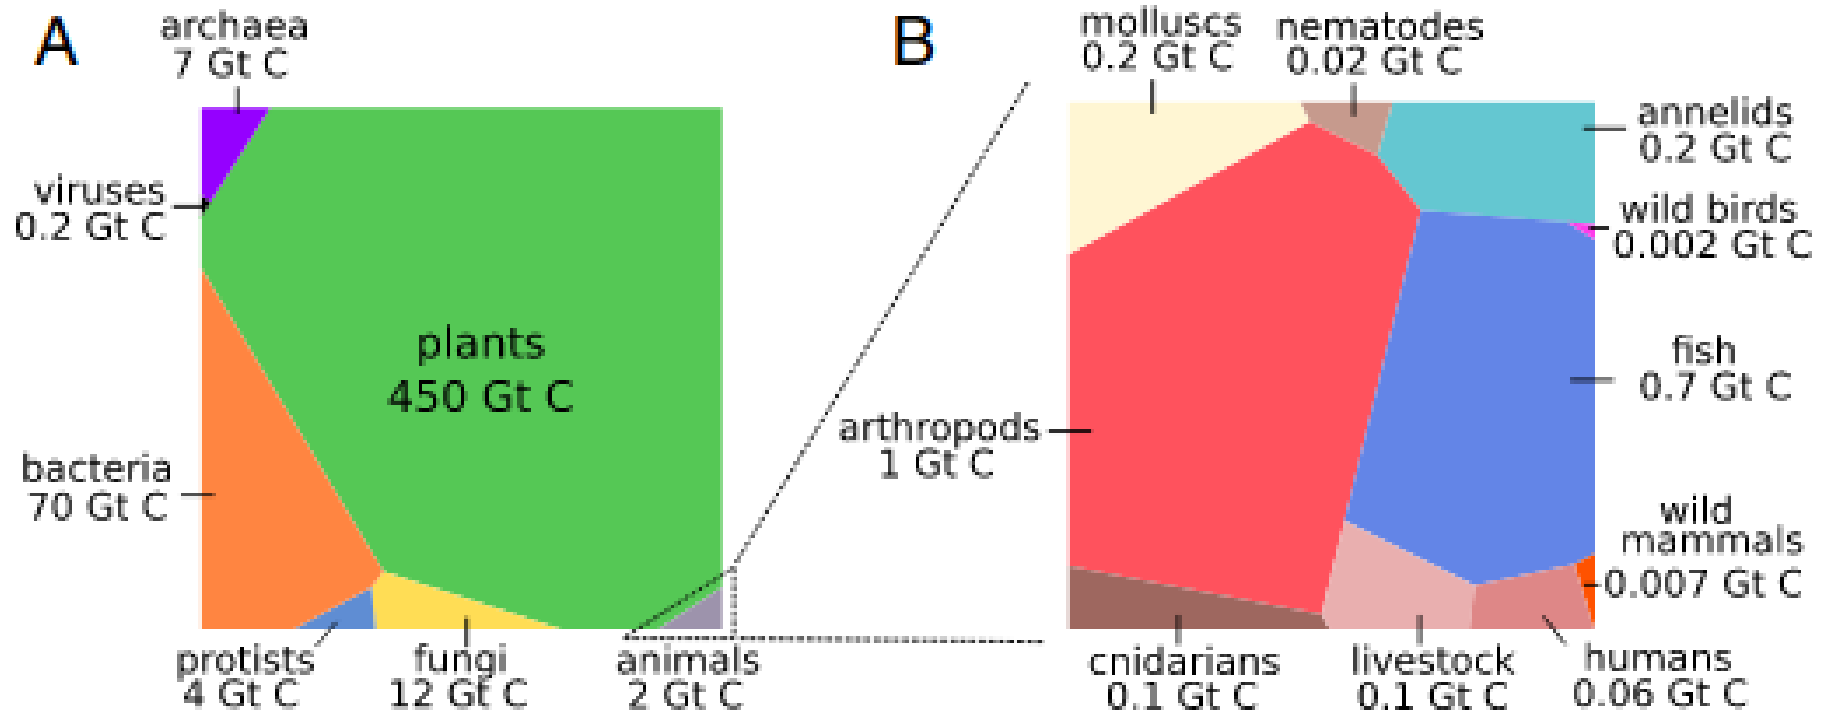 A
archaea
7 Gt C
viruses
0.2 Gt C
plants
450 Gt C
bacteria
70 Gt C
protists
4 Gt C
fungi
12 Gt C
animals
2 Gt C
B
molluscs
0.2 Gt C
nematodes
0.02 Gt C
annelids
0.2 Gt C
wild birds
0.002 Gt C
fish
0.7 Gt C
arthropods
1 Gt C
wild
mammals
0.007 Gt C
cnidarians
0.1 Gt C
livestock
0.1 Gt C
humans
0.06 Gt C